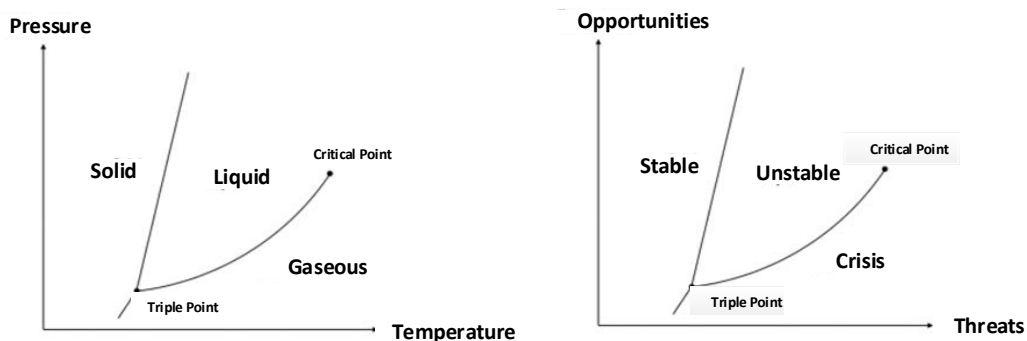 Pressure
Solid
Liquid
Critical Point
Gaseous
Triple Point
Temperature
Opportunities
Stable
Unstable
Critical Point
Crisis
Triple Point
Threats